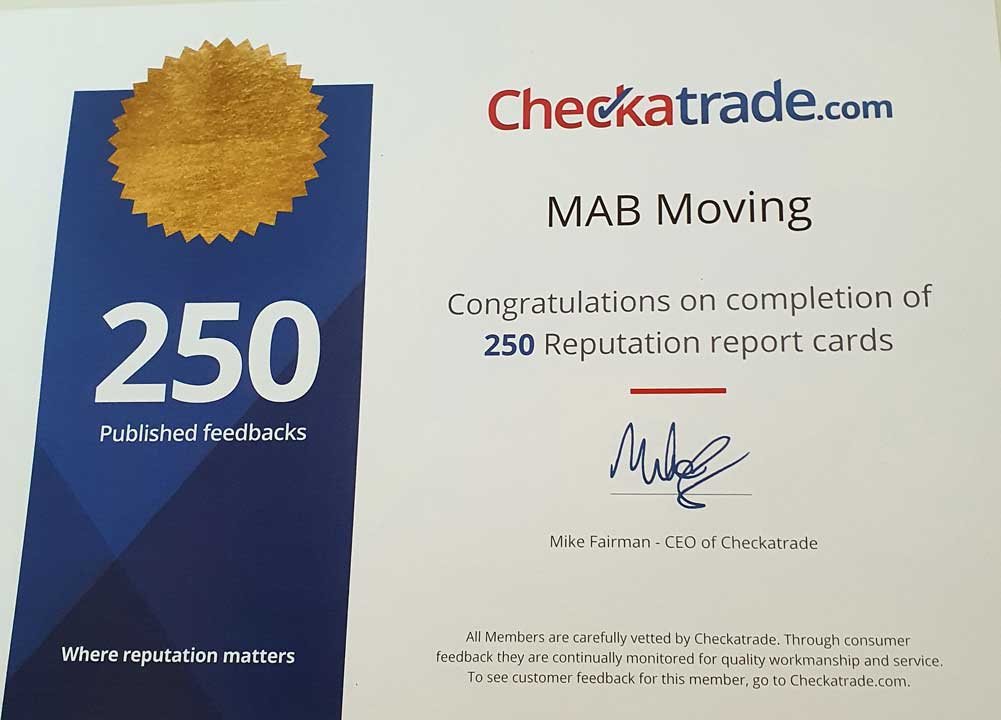 250
Published feedbacks
Where reputation matters
Checkatrade.com
MAB Moving
Congratulations on completion of
250 Reputation report cards
Mike Fairman - CEO of Checkatrade
All Members are carefully vetted by Checkatrade. Through consumer
feedback they are continually monitored for quality workmanship and service.
To see customer feedback for this member, go to Checkatrade.com.